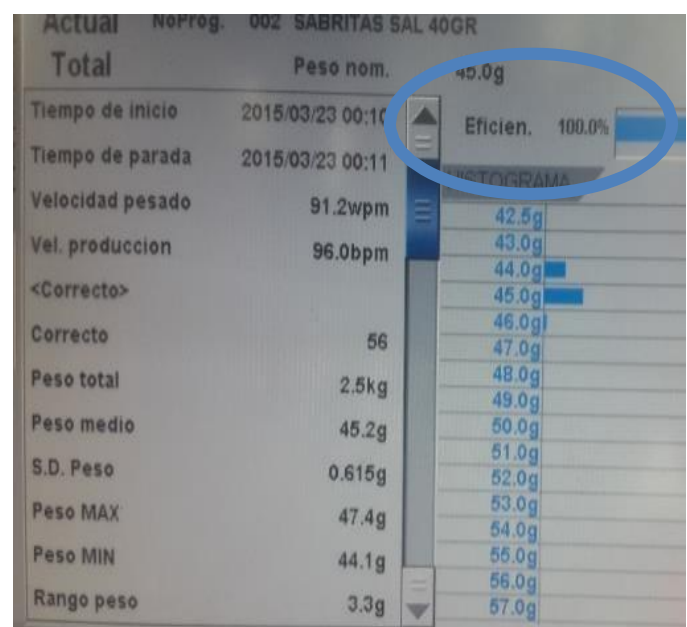 Actual NoProg. 002 SABRITAS SAL 40GR
Total Peso nom. 45.0g
Tiempo de inicio 2015/03/23 00:10
Tiempo de parada 2015/03/23 00:11
Velocidad pesado 91.2wpm
Vel. produccion 96.0bpm
<Correcto>
Correcto 56
Peso total 2.5kg
Peso medio 45.2g
S.D. Peso 0.615g
Peso MAX 47.4g
Peso MIN 44.1g
Rango peso 3.3g
Eficien. 100.0%
HISTOGRAMA
42.5g
43.0g
44.0g
45.0g
46.0g
47.0g
48.0g
49.0g
50.0g
51.0g
52.0g
53.0g
54.0g
55.0g
56.0g
57.0g